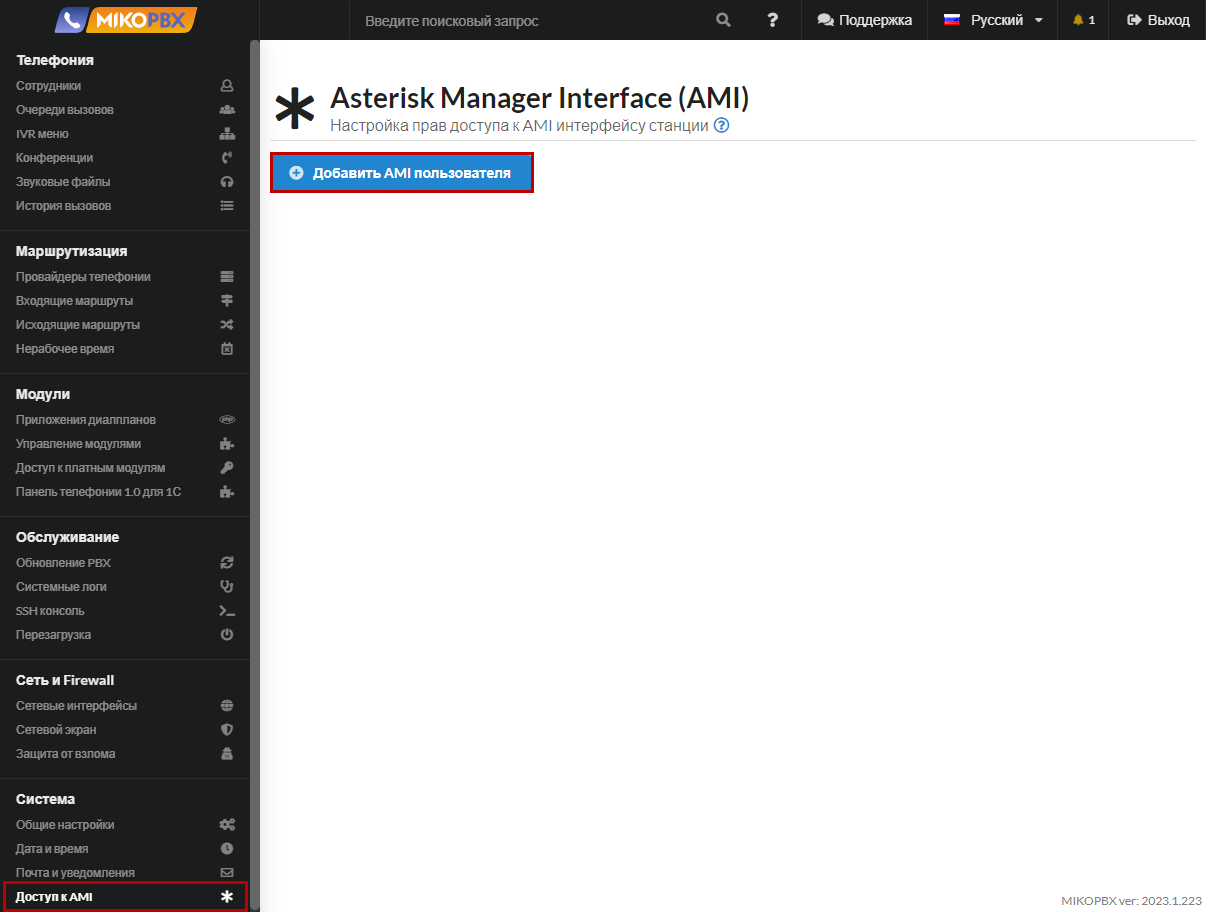 MIKOPBX
Введите поисковый запрос
?
Поддержка
Русский
1
Выход
Телефония
Сотрудники
Очереди вызовов
IVR меню
Конференции
Звуковые файлы
История вызовов
Маршрутизация
Провайдеры телефонии
Входящие маршруты
Исходящие маршруты
Нерабочее время
Модули
Приложения диалпланов
php
Управление модулями
Доступ к платным модулям
Панель телефонии 1.0 для 1С
Обслуживание
Обновление PBX
Системные логи
SSH консоль
Перезагрузка
Сеть и Firewall
Сетевые интерфейсы
Сетевой экран
Защита от взлома
Система
Общие настройки
Дата и время
Почта и уведомления
Доступ к AMI
Asterisk Manager Interface (AMI)
Настройка прав доступа к AMI интерфейсу станции ?
Добавить AMI пользователя
MIKOPBX ver: 2023.1.223